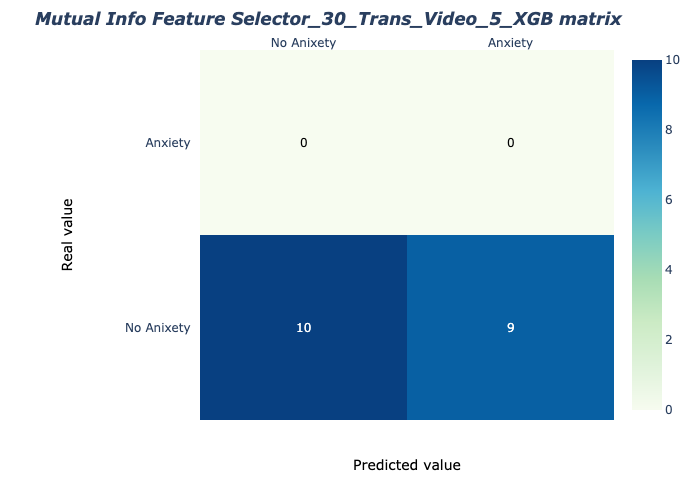 Mutual Info Feature Selector_30_Trans_Video_5_XGB matrix
No Anixety
Anxiety
10
8
6
4
2
0
Real value
Anxiety
0
0
No Anixety
10
9
Predicted value